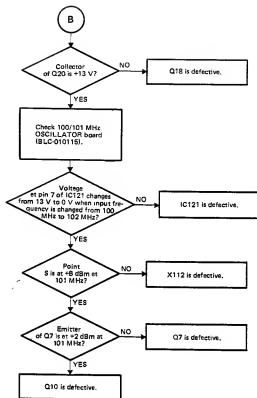 B
Collector
of Q20 is +13 V?
NO
Q18 is defective.
YES
Check 100/101 MHz
OSCILLATOR board
(BLC-010115).
Voltage
at pin 7 of IC121 changes
from 13 V to 0 V when input fre-
quency is changed from 100
MHz to 102 MHz?
NO
IC121 is defective.
YES
Point
S is at +8 dBm at
101 MHz?
NO
X112 is defective.
YES
Emitter
of Q7 is at +2 dBm at
101 MHz?
NO
Q7 is defective.
YES
Q10 is defective.